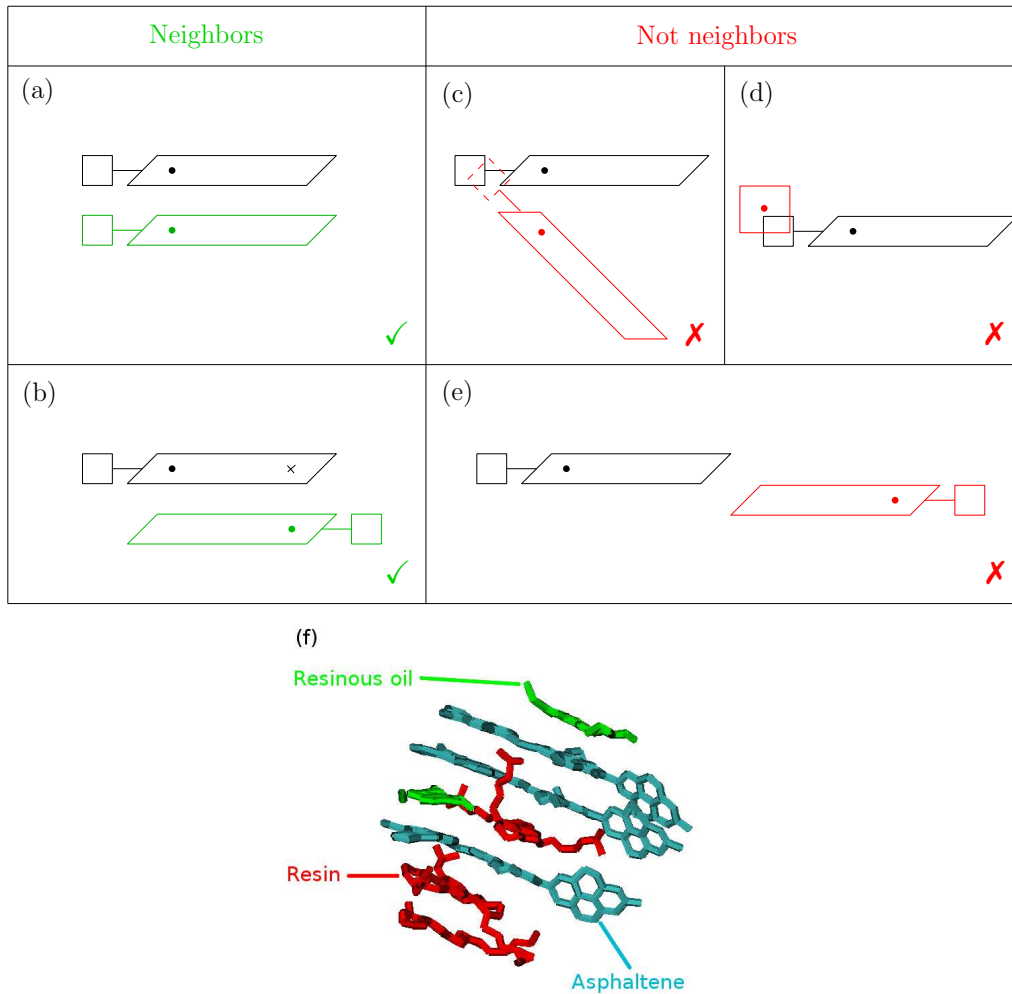 Neighbors
Not neighbors
(a)
(c)
(d)
(b)
(e)
(f)
Resinous oil
Resin
Asphaltene